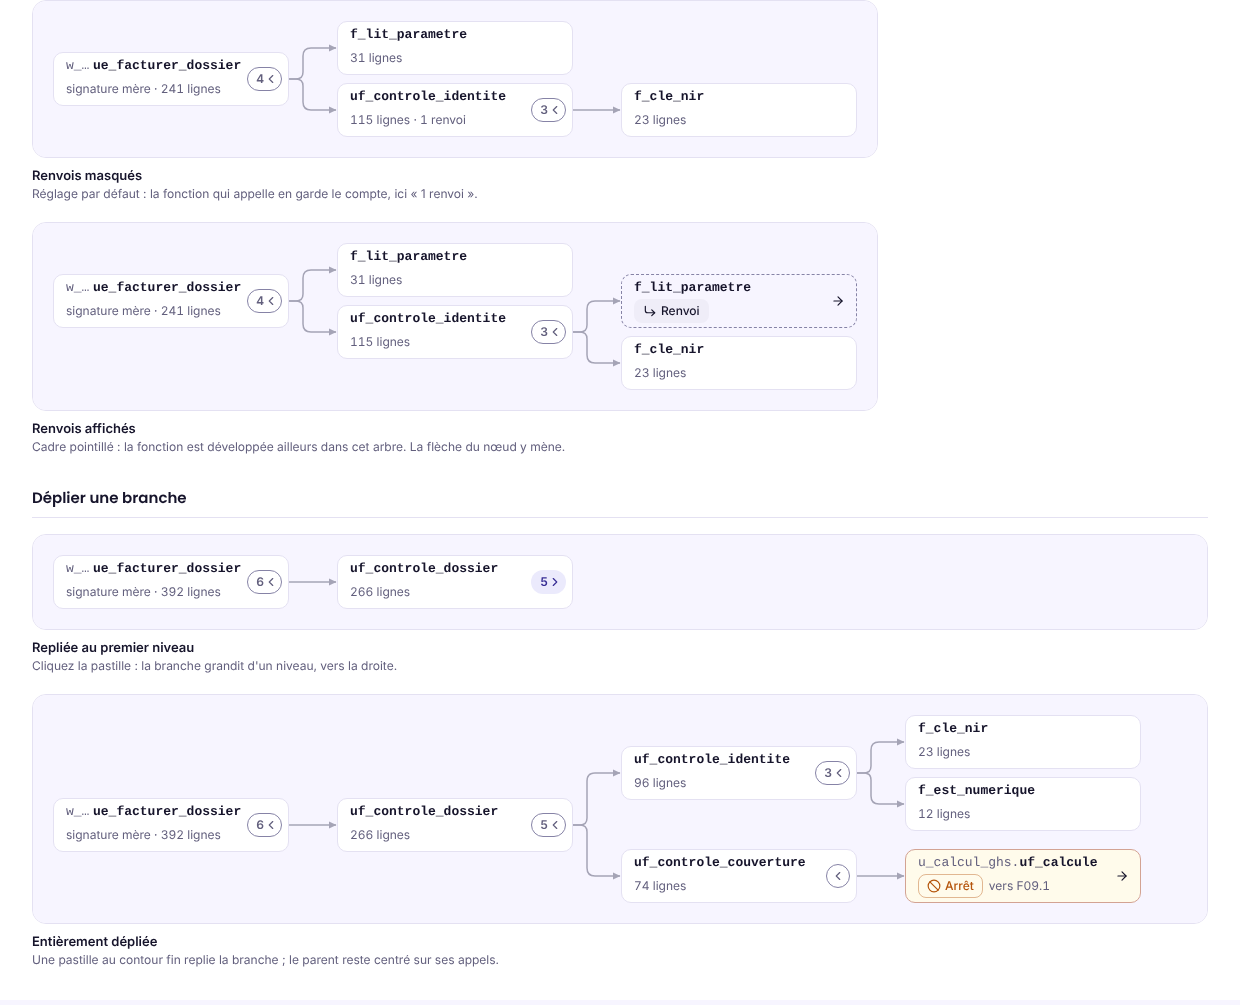 f_lit_parametre
31 lignes
w_… ue_facturer_dossier
signature mère · 241 lignes
4
uf_controle_identite
115 lignes · 1 renvoi
3
f_cle_nir
23 lignes
Renvois masqués
Réglage par défaut : la fonction qui appelle en garde le compte, ici « 1 renvoi ».
f_lit_parametre
31 lignes
w_… ue_facturer_dossier
signature mère · 241 lignes
4
f_lit_parametre
Renvoi
uf_controle_identite
115 lignes
3
f_cle_nir
23 lignes
Renvois affichés
Cadre pointillé : la fonction est développée ailleurs dans cet arbre. La flèche du nœud y mène.
Déplier une branche
w_… ue_facturer_dossier
signature mère · 392 lignes
6
uf_controle_dossier
266 lignes
5
Repliée au premier niveau
Cliquez la pastille : la branche grandit d'un niveau, vers la droite.
f_cle_nir
23 lignes
uf_controle_identite
96 lignes
3
f_est_numerique
12 lignes
w_… ue_facturer_dossier
signature mère · 392 lignes
6
uf_controle_dossier
266 lignes
5
uf_controle_couverture
74 lignes
u_calcul_ghs.uf_calcule
Arrêt vers F09.1
Entièrement dépliée
Une pastille au contour fin replie la branche ; le parent reste centré sur ses appels.